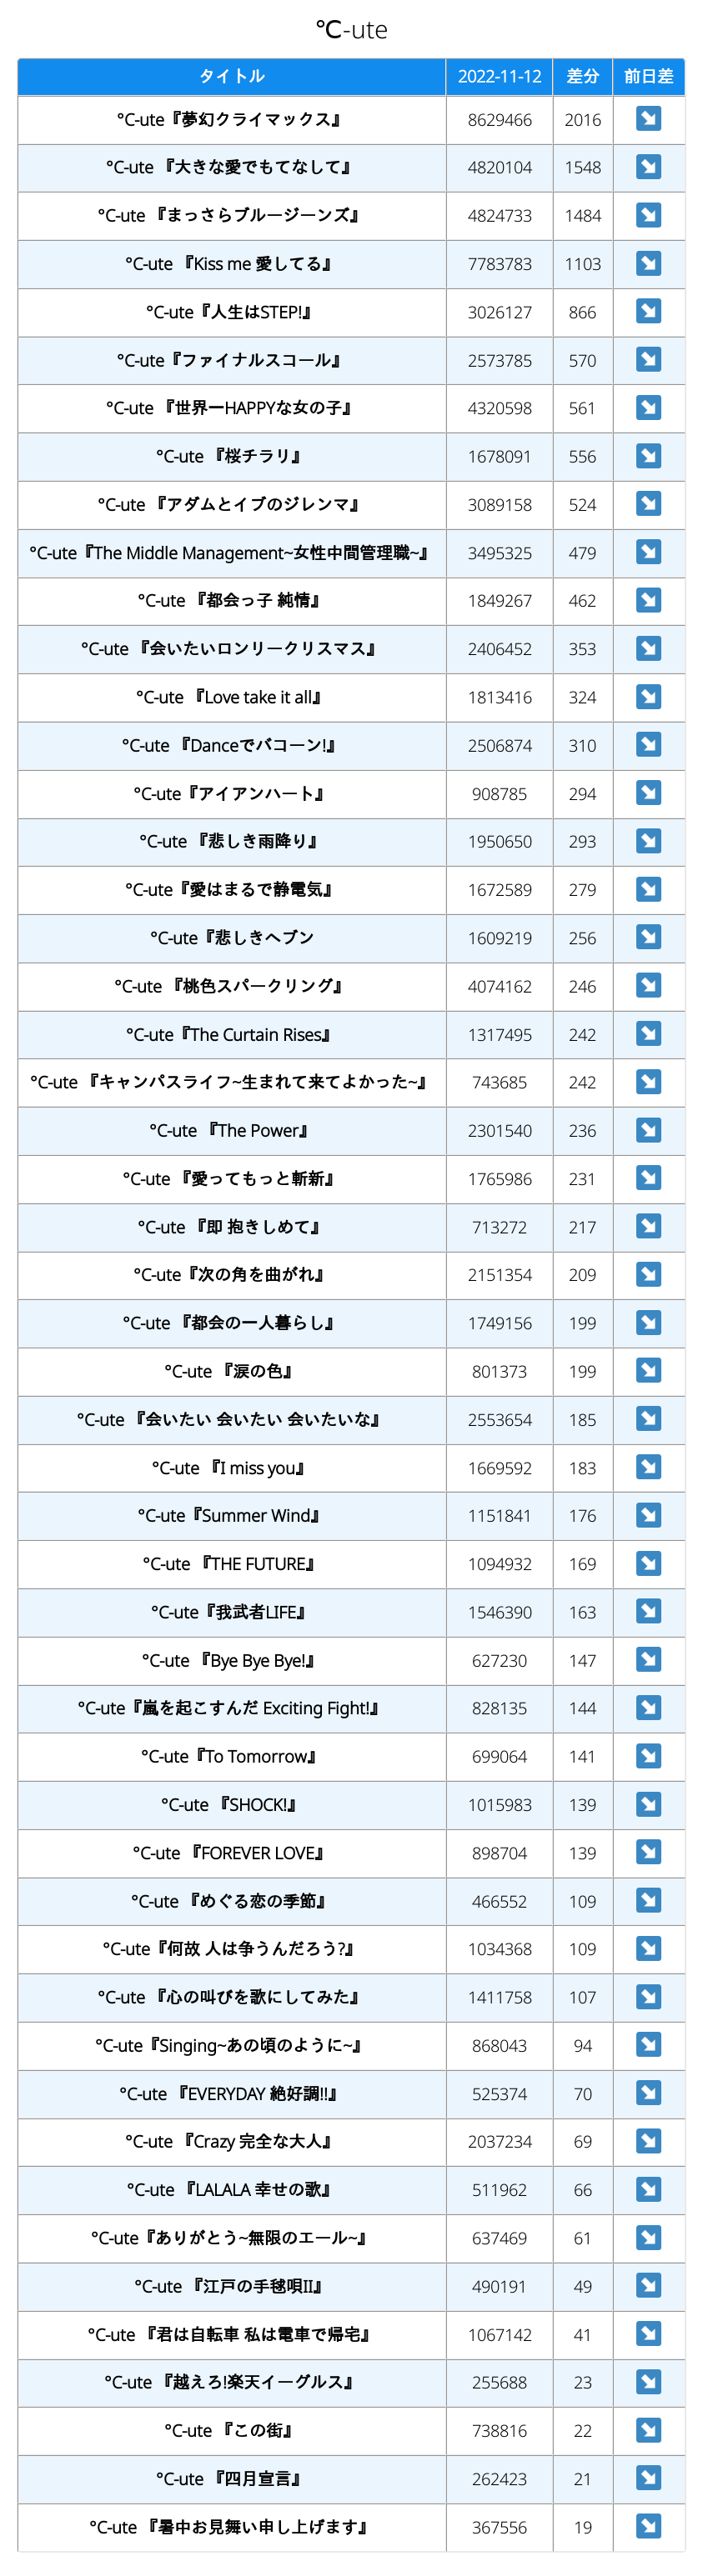 ℃-ute
タイトル 2022-11-12 差分 前日差
°C-ute『夢幻クライマックス』 8629466 2016 ↘
°C-ute 『大きな愛でもてなして』 4820104 1548 ↘
°C-ute 『まっさらブルージーンズ』 4824733 1484 ↘
°C-ute 『Kiss me 愛してる』 7783783 1103 ↘
°C-ute『人生はSTEP!』 3026127 866 ↘
°C-ute『ファイナルスコール』 2573785 570 ↘
°C-ute 『世界一HAPPYな女の子』 4320598 561 ↘
°C-ute 『桜チラリ』 1678091 556 ↘
°C-ute 『アダムとイブのジレンマ』 3089158 524 ↘
°C-ute『The Middle Management~女性中間管理職~』 3495325 479 ↘
°C-ute 『都会っ子 純情』 1849267 462 ↘
°C-ute 『会いたいロンリークリスマス』 2406452 353 ↘
°C-ute 『Love take it all』 1813416 324 ↘
°C-ute 『Danceでバコーン!』 2506874 310 ↘
°C-ute『アイアンハート』 908785 294 ↘
°C-ute 『悲しき雨降り』 1950650 293 ↘
°C-ute『愛はまるで静電気』 1672589 279 ↘
°C-ute『悲しきヘブン 1609219 256 ↘
°C-ute 『桃色スパークリング』 4074162 246 ↘
°C-ute『The Curtain Rises』 1317495 242 ↘
°C-ute 『キャンパスライフ~生まれて来てよかった~』 743685 242 ↘
°C-ute 『The Power』 2301540 236 ↘
°C-ute 『愛ってもっと斬新』 1765986 231 ↘
°C-ute 『即 抱きしめて』 713272 217 ↘
°C-ute『次の角を曲がれ』 2151354 209 ↘
°C-ute 『都会の一人暮らし』 1749156 199 ↘
°C-ute 『涙の色』 801373 199 ↘
°C-ute 『会いたい 会いたい 会いたいな』 2553654 185 ↘
°C-ute 『I miss you』 1669592 183 ↘
°C-ute『Summer Wind』 1151841 176 ↘
°C-ute 『THE FUTURE』 1094932 169 ↘
°C-ute『我武者LIFE』 1546390 163 ↘
°C-ute 『Bye Bye Bye!』 627230 147 ↘
°C-ute『嵐を起こすんだ Exciting Fight!』 828135 144 ↘
°C-ute『To Tomorrow』 699064 141 ↘
°C-ute 『SHOCK!』 1015983 139 ↘
°C-ute 『FOREVER LOVE』 898704 139 ↘
°C-ute 『めぐる恋の季節』 466552 109 ↘
°C-ute『何故 人は争うんだろう?』 1034368 109 ↘
°C-ute 『心の叫びを歌にしてみた』 1411758 107 ↘
°C-ute『Singing~あの頃のように~』 868043 94 ↘
°C-ute 『EVERYDAY 絶好調!!』 525374 70 ↘
°C-ute 『Crazy 完全な大人』 2037234 69 ↘
°C-ute 『LALALA 幸せの歌』 511962 66 ↘
°C-ute『ありがとう~無限のエール~』 637469 61 ↘
°C-ute 『江戸の手毬唄II』 490191 49 ↘
°C-ute 『君は自転車 私は電車で帰宅』 1067142 41 ↘
°C-ute 『越えろ!楽天イーグルス』 255688 23 ↘
°C-ute 『この街』 738816 22 ↘
°C-ute 『四月宣言』 262423 21 ↘
°C-ute 『暑中お見舞い申し上げます』 367556 19 ↘